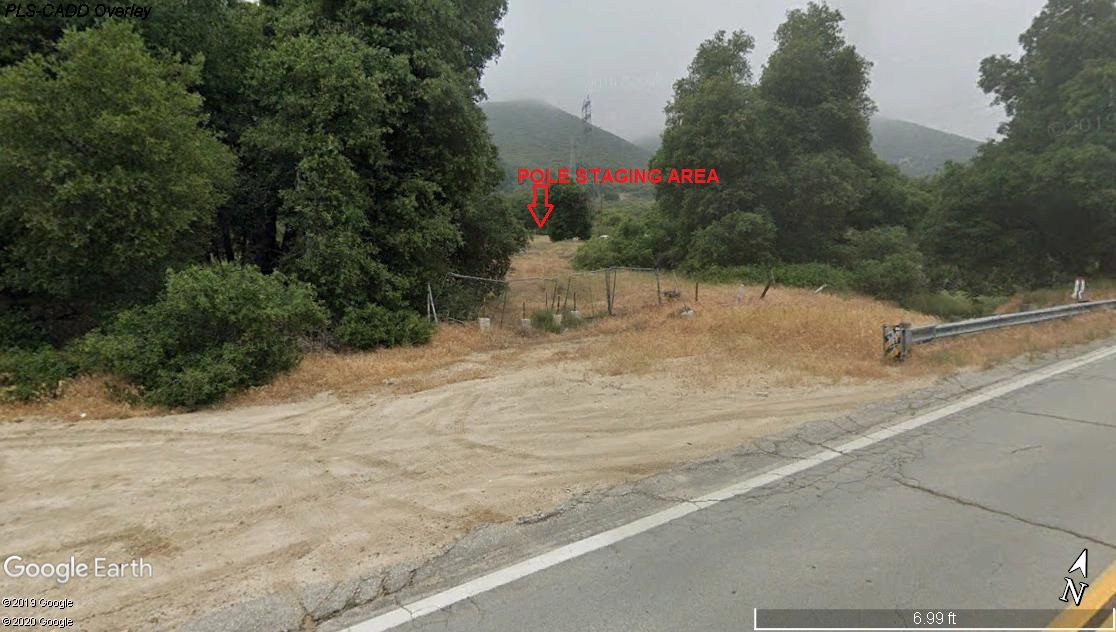 PLS-CADD Overlay
POLE STAGING AREA
Google Earth
©2019 Google
©2020 Google
N
6.99 ft